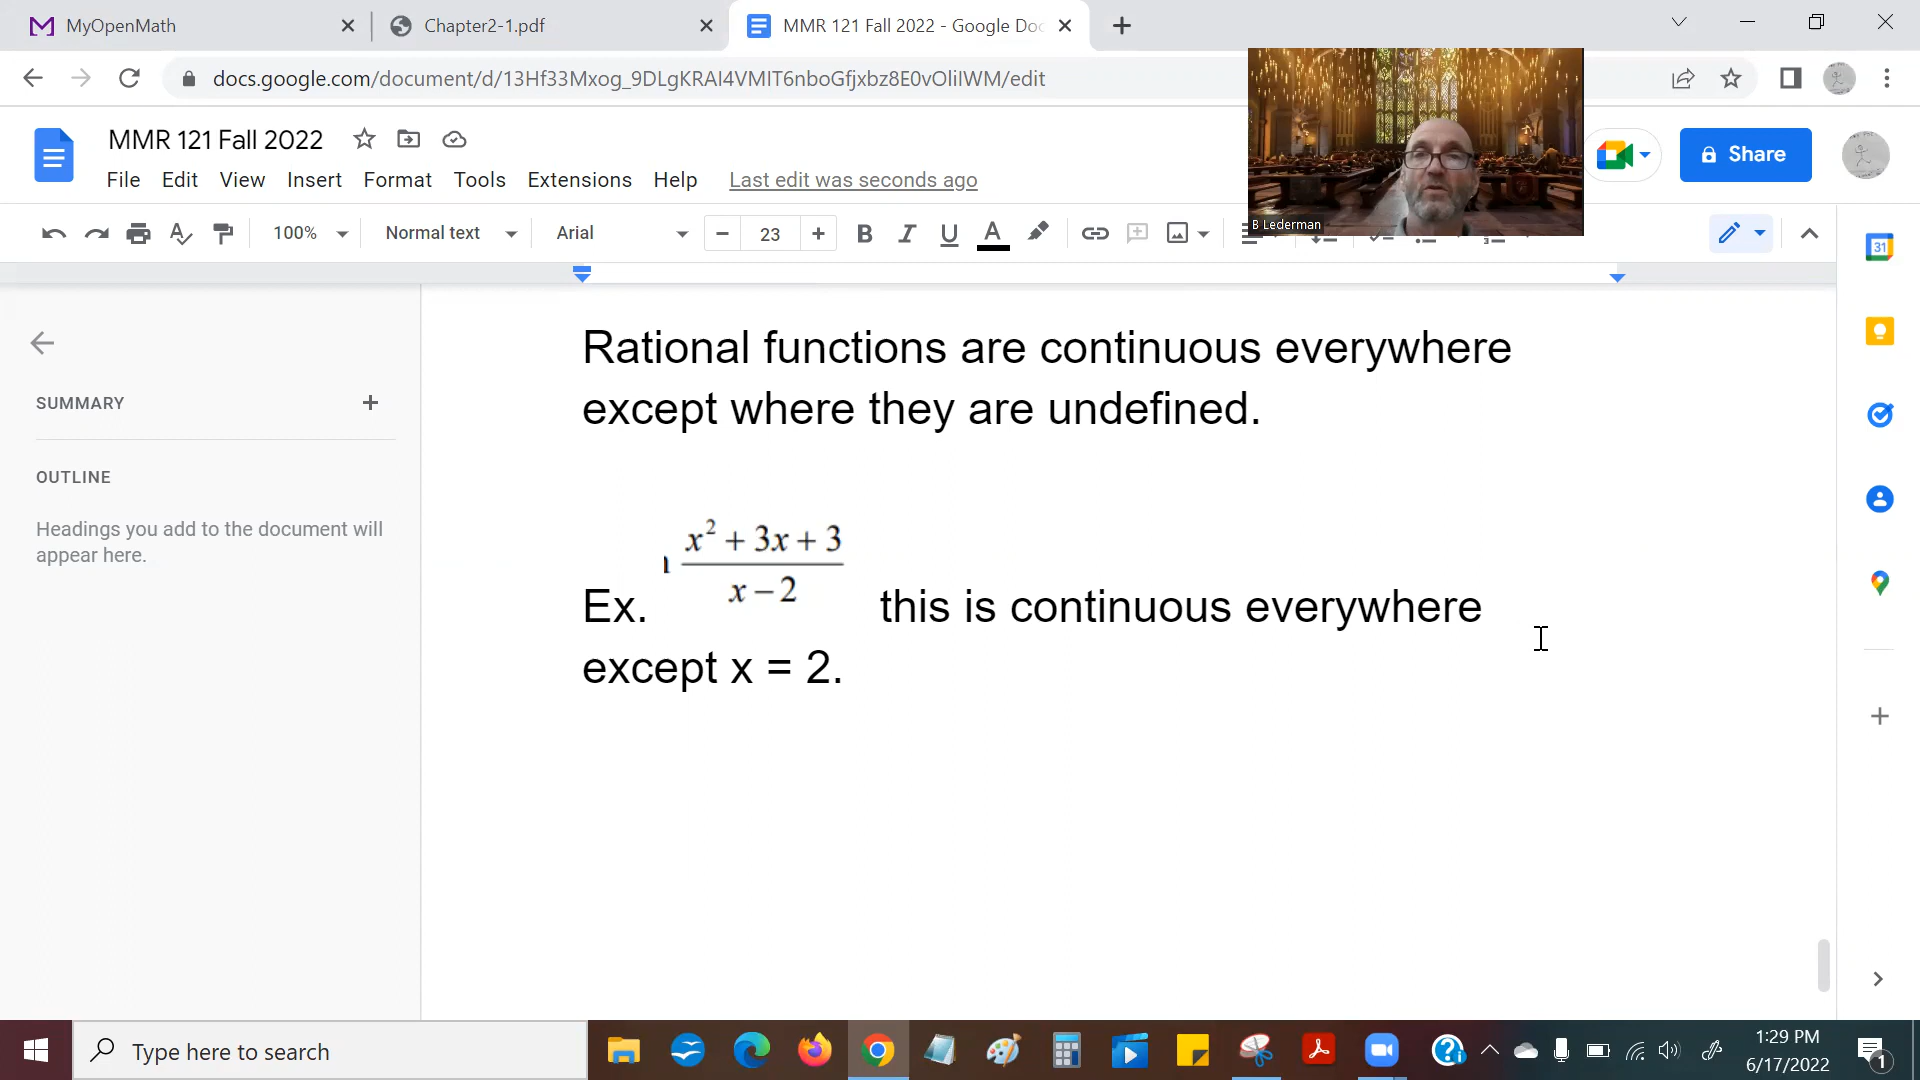 MyOpenMath
Chapter2-1.pdf
MMR 121 Fall 2022 - Google Doc
docs.google.com/document/d/13Hf33Mxog_9DLgKRAI4VMIT6nboGfjxbz8E0vOliIWM/edit
MMR 121 Fall 2022
Share
File Edit View Insert Format Tools Extensions Help Last edit was seconds ago
B Lederman
100% Normal text Arial 23 B I U A
31
SUMMARY
OUTLINE
Headings you add to the document will
appear here.
Rational functions are continuous everywhere
except where they are undefined.
x² + 3x + 3
x − 2
Ex. this is continuous everywhere
except x = 2.
Type here to search
1:29 PM
6/17/2022
1